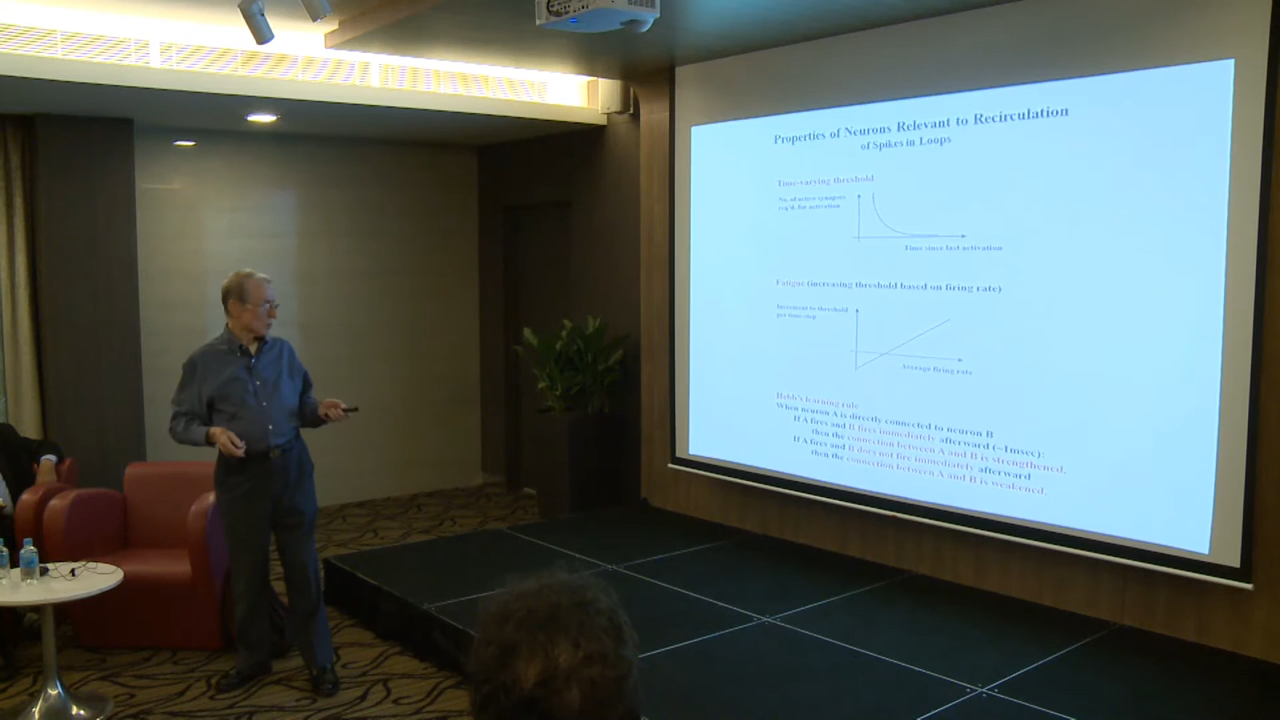 Properties of Neurons Relevant to Recirculation
of Spikes in Loops
Time-varying threshold
No. of active synapses
req'd. for activation
Time since last activation
Fatigue (increasing threshold based on firing rate)
Increment to threshold
per time-step
Average firing rate
Hebb's learning rule
When neuron A is directly connected to neuron B
If A fires and B fires immediately afterward (~1msec):
then the connection between A and B is strengthened.
If A fires and B does not fire immediately afterward
then the connection between A and B is weakened.